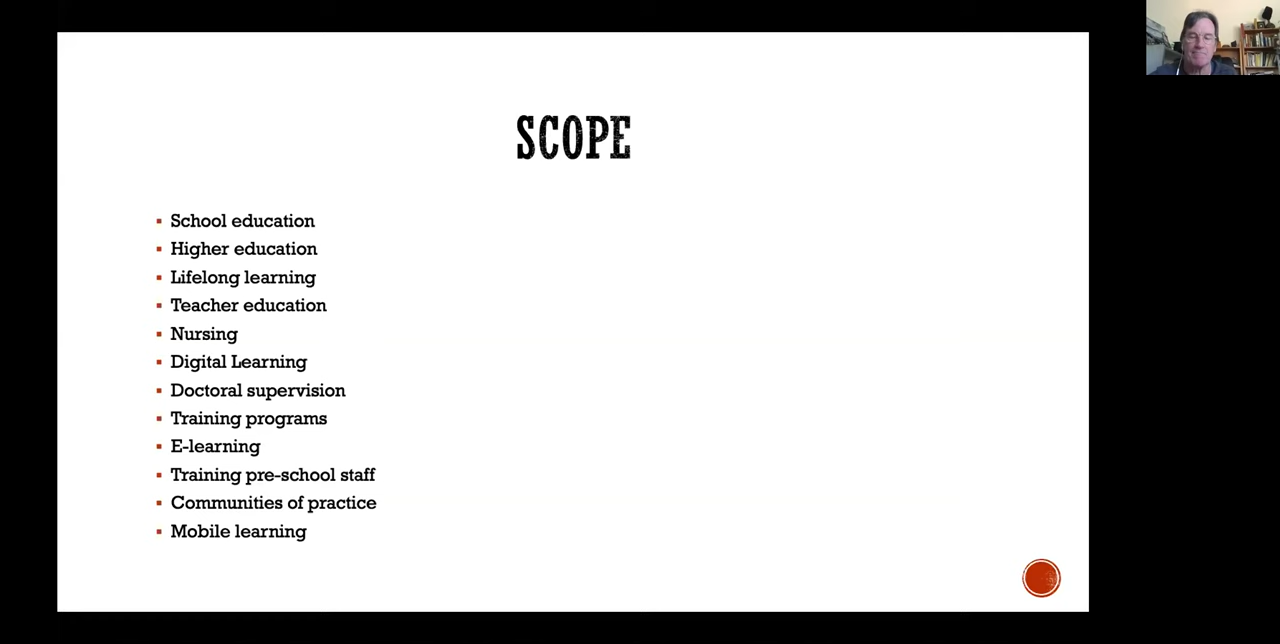 SCOPE
School education
Higher education
Lifelong learning
Teacher education
Nursing
Digital Learning
Doctoral supervision
Training programs
E-learning
Training pre-school staff
Communities of practice
Mobile learning